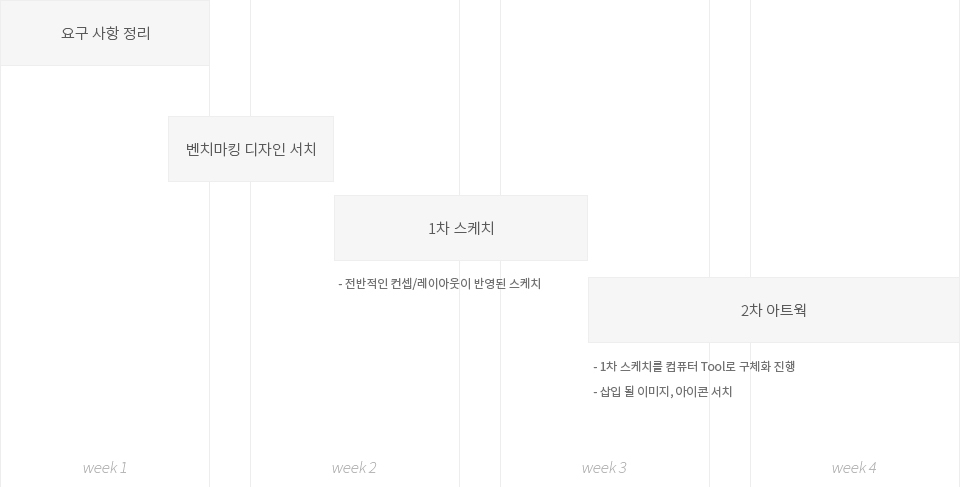 요구 사항 정리
벤치마킹 디자인 서치
1차 스케치
- 전반적인 컨셉/레이아웃이 반영된 스케치
2차 아트웍
- 1차 스케치를 컴퓨터 Tool로 구체화 진행
- 삽입 될 이미지, 아이콘 서치
week 1
week 2
week 3
week 4